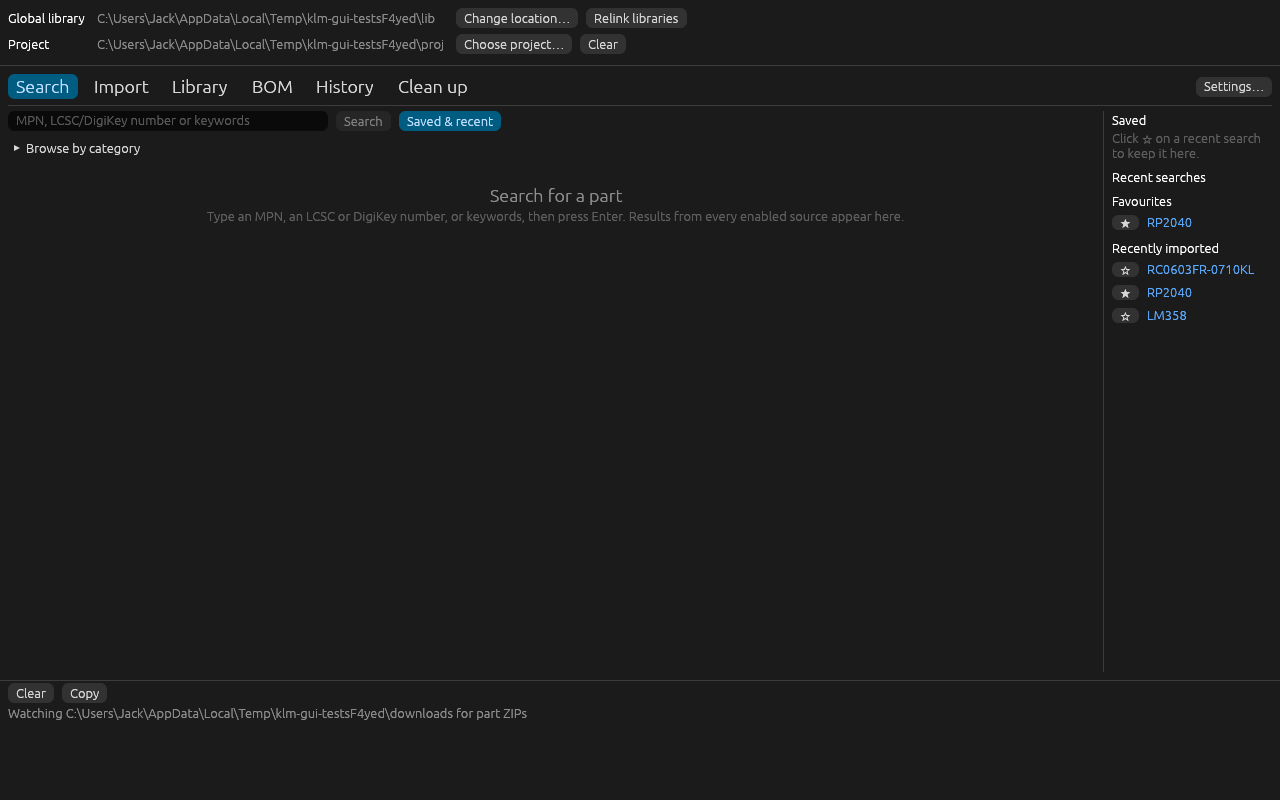 Global library C:\Users\Jack\AppData\Local\Temp\klm-gui-testsF4yed\lib Change location… Relink libraries
Project C:\Users\Jack\AppData\Local\Temp\klm-gui-testsF4yed\proj Choose project… Clear
Search Import Library BOM History Clean up Settings…
MPN, LCSC/DigiKey number or keywords Search Saved & recent
Browse by category
Search for a part
Type an MPN, an LCSC or DigiKey number, or keywords, then press Enter. Results from every enabled source appear here.
Saved
Click ☆ on a recent search
to keep it here.
Recent searches
Favourites
★ RP2040
Recently imported
☆ RC0603FR-0710KL
★ RP2040
☆ LM358
Clear Copy
Watching C:\Users\Jack\AppData\Local\Temp\klm-gui-testsF4yed\downloads for part ZIPs